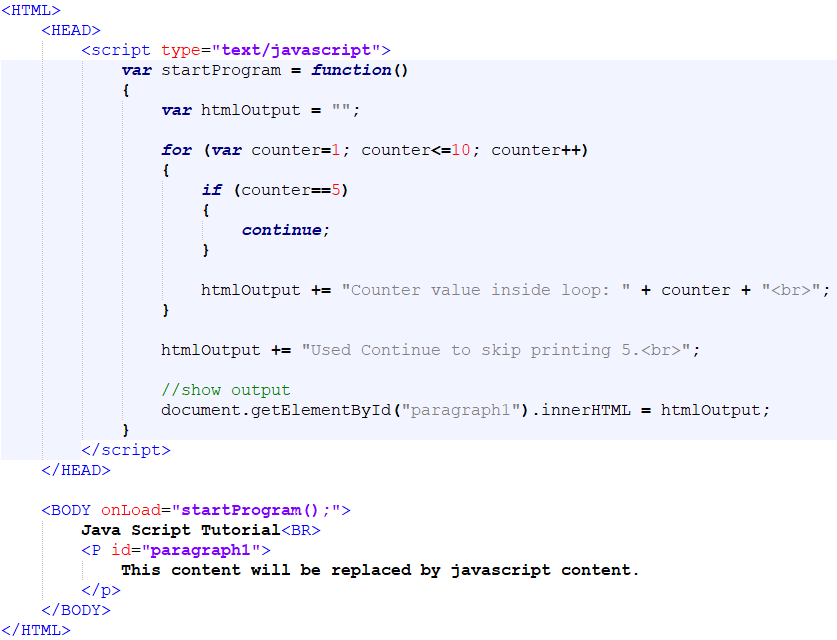 <HTML>
<HEAD>
<script type="text/javascript">
var startProgram = function()
{
var htmlOutput = "";
for (var counter=1; counter<=10; counter++)
{
if (counter==5)
{
continue;
}
htmlOutput += "Counter value inside loop: " + counter + "<br>";
}
htmlOutput += "Used Continue to skip printing 5.<br>";
//show output
document.getElementById("paragraph1").innerHTML = htmlOutput;
}
</script>
</HEAD>
<BODY onLoad="startProgram();">
Java Script Tutorial<BR>
<P id="paragraph1">
This content will be replaced by javascript content.
</p>
</BODY>
</HTML>